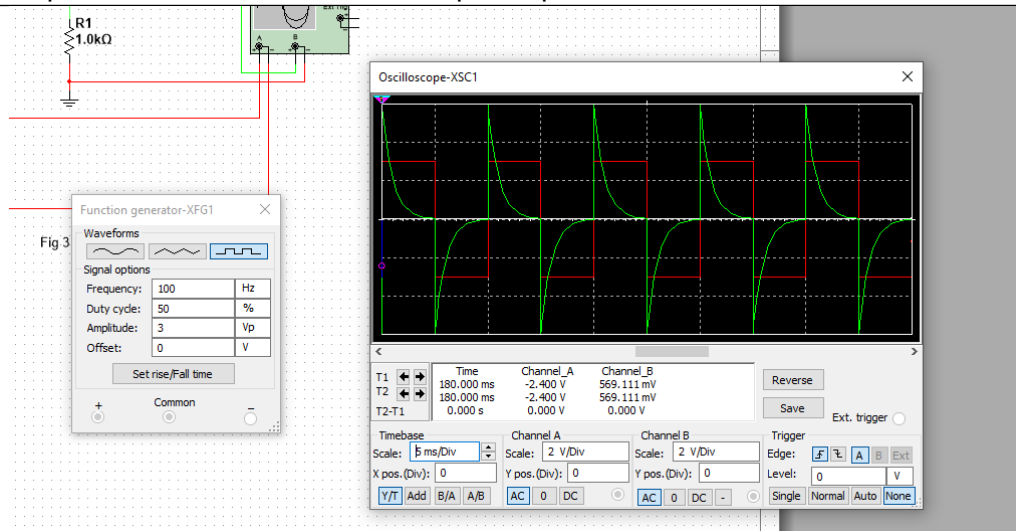 R1
1.0kΩ
Ext Trig
A
B
Oscilloscope-XSC1
Function generator-XFG1
Waveforms
Fig 3
Signal options
Frequency: 100 Hz
Duty cycle: 50 %
Amplitude: 3 Vp
Offset: 0 V
Set rise/Fall time
+ Common -
Time Channel_A Channel_B
T1 180.000 ms -2.400 V 569.111 mV
T2 180.000 ms -2.400 V 569.111 mV
T2-T1 0.000 s 0.000 V 0.000 V
Reverse
Save
Ext. trigger
Timebase
Scale: 5 ms/Div
X pos.(Div): 0
Y/T Add B/A A/B
Channel A
Scale: 2 V/Div
Y pos.(Div): 0
AC 0 DC
Channel B
Scale: 2 V/Div
Y pos.(Div): 0
AC 0 DC -
Trigger
Edge: A B Ext
Level: 0 V
Single Normal Auto None